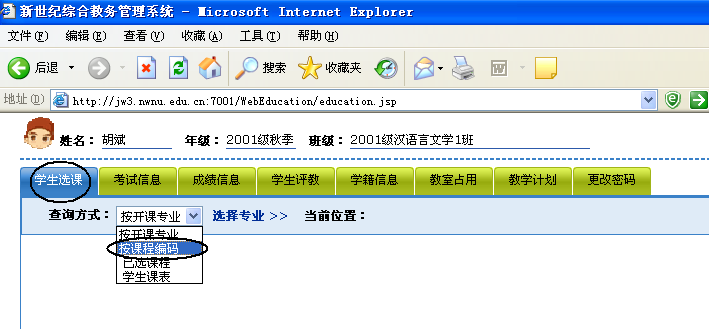 新世纪综合教务管理系统 - Microsoft Internet Explorer
文件(F) 编辑(E) 查看(V) 收藏(A) 工具(T) 帮助(H)
后退 搜索 收藏夹
地址(D) http://jw3.nwnu.edu.cn:7001/WebEducation/education.jsp
姓名： 胡斌 年级： 2001级秋季 班级： 2001级汉语言文学1班
学生选课 考试信息 成绩信息 学生评教 学籍信息 教室占用 教学计划 更改密码
查询方式： 按开课专业 选择专业 >> 当前位置：
按开课专业
按课程编码
已选课程
学生课表